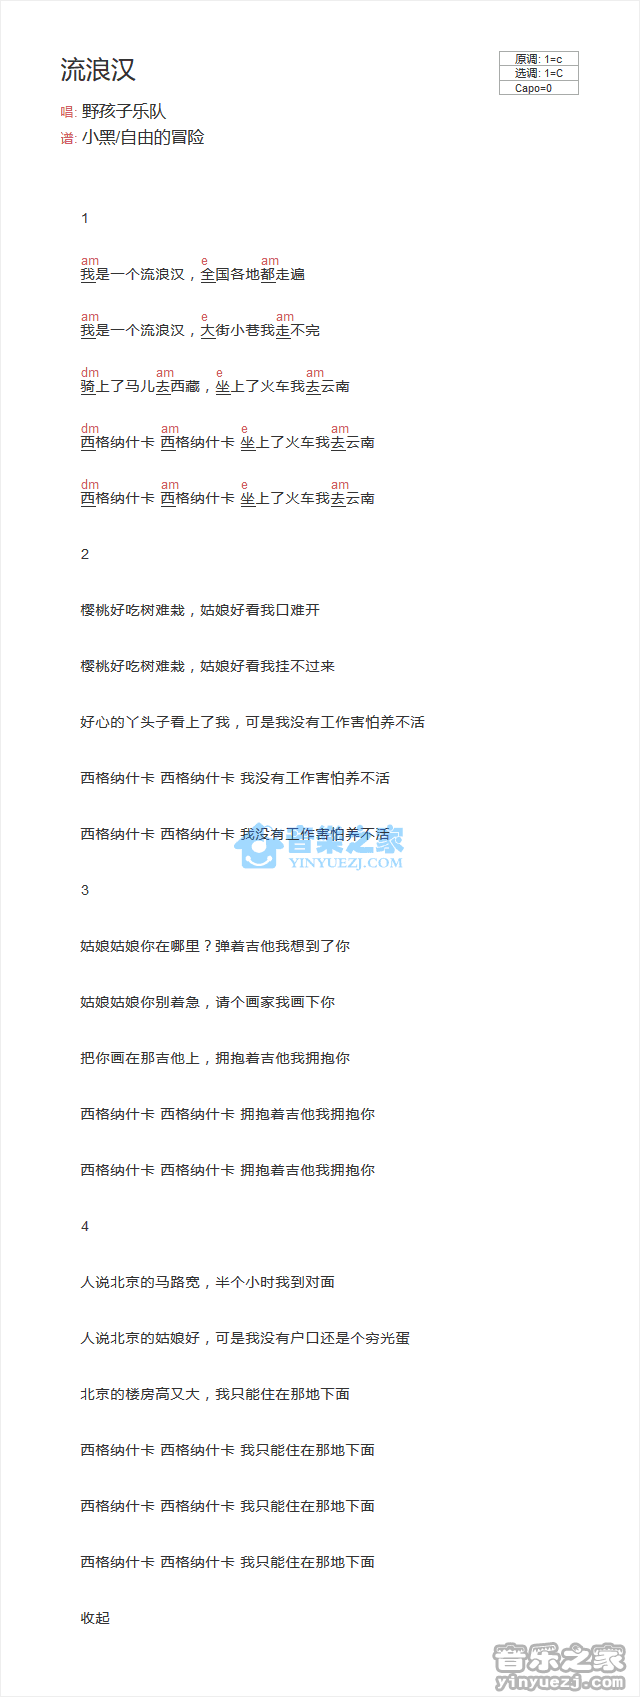 流浪汉
原调: 1=c
选调: 1=C
Capo=0
唱: 野孩子乐队
谱: 小黑/自由的冒险
1
am e am
我是一个流浪汉，全国各地都走遍
am e am
我是一个流浪汉，大街小巷我走不完
dm am e am
骑上了马儿去西藏，坐上了火车我去云南
dm am e am
西格纳什卡 西格纳什卡 坐上了火车我去云南
dm am e am
西格纳什卡 西格纳什卡 坐上了火车我去云南
2
樱桃好吃树难栽，姑娘好看我口难开
樱桃好吃树难栽，姑娘好看我挂不过来
好心的丫头子看上了我，可是我没有工作害怕养不活
西格纳什卡 西格纳什卡 我没有工作害怕养不活
西格纳什卡 西格纳什卡 我没有工作害怕养不活
音樂之家
YINYUEZJ.COM
3
姑娘姑娘你在哪里？弹着吉他我想到了你
姑娘姑娘你别着急，请个画家我画下你
把你画在那吉他上，拥抱着吉他我拥抱你
西格纳什卡 西格纳什卡 拥抱着吉他我拥抱你
西格纳什卡 西格纳什卡 拥抱着吉他我拥抱你
4
人说北京的马路宽，半个小时我到对面
人说北京的姑娘好，可是我没有户口还是个穷光蛋
北京的楼房高又大，我只能住在那地下面
西格纳什卡 西格纳什卡 我只能住在那地下面
西格纳什卡 西格纳什卡 我只能住在那地下面
西格纳什卡 西格纳什卡 我只能住在那地下面
收起
音乐之家
yinyuezj.com